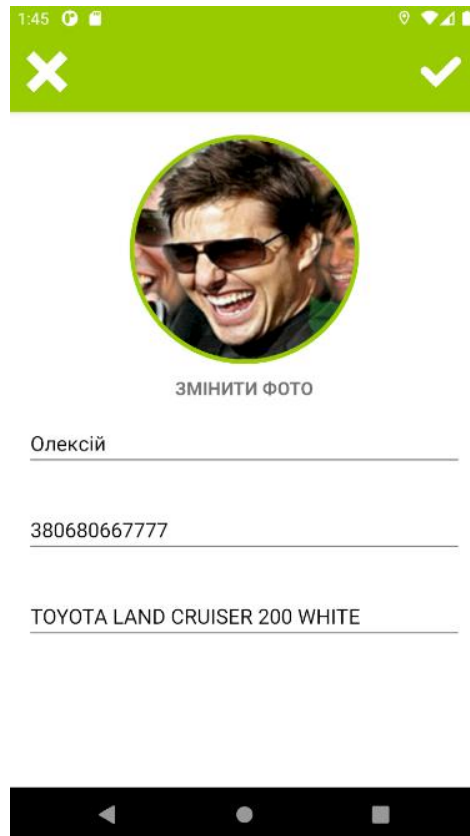 1:45
ЗМІНИТИ ФОТО
Олексій
380680667777
TOYOTA LAND CRUISER 200 WHITE